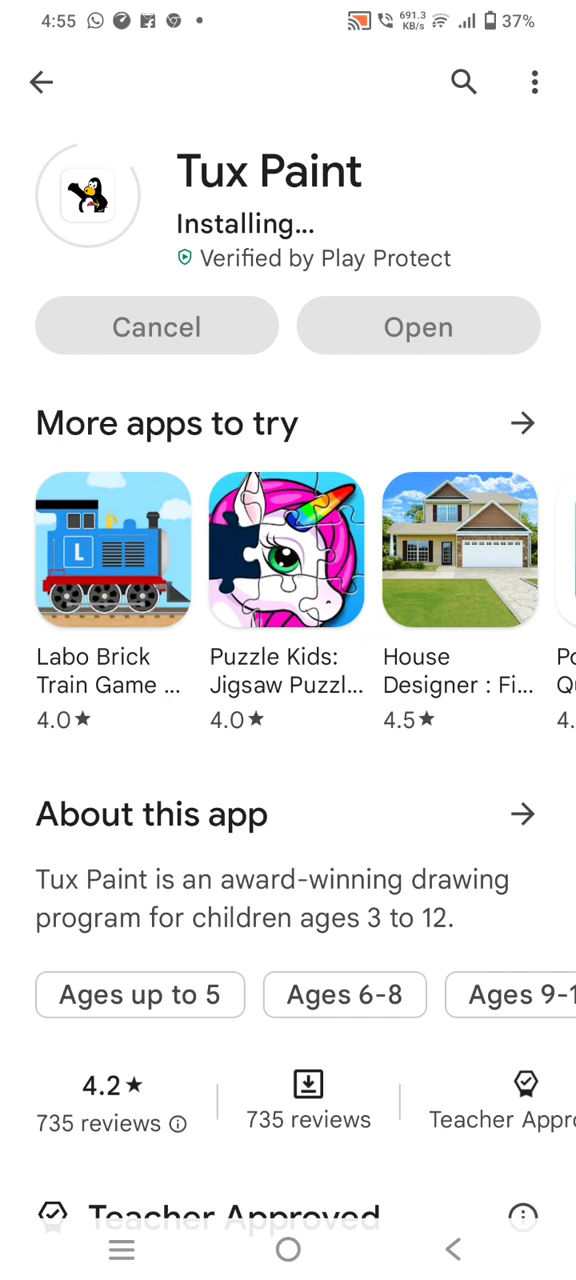 4:55
691.3
KB/s
37%
Tux Paint
Installing...
Verified by Play Protect
Cancel
Open
More apps to try
L
Labo Brick
Train Game ...
4.0★
Puzzle Kids:
Jigsaw Puzzl...
4.0★
House
Designer : Fi...
4.5★
4.
About this app
Tux Paint is an award-winning drawing
program for children ages 3 to 12.
Ages up to 5
Ages 6-8
Ages 9-1
4.2★
735 reviews
735 reviews
Teacher Appro
Teacher Approved